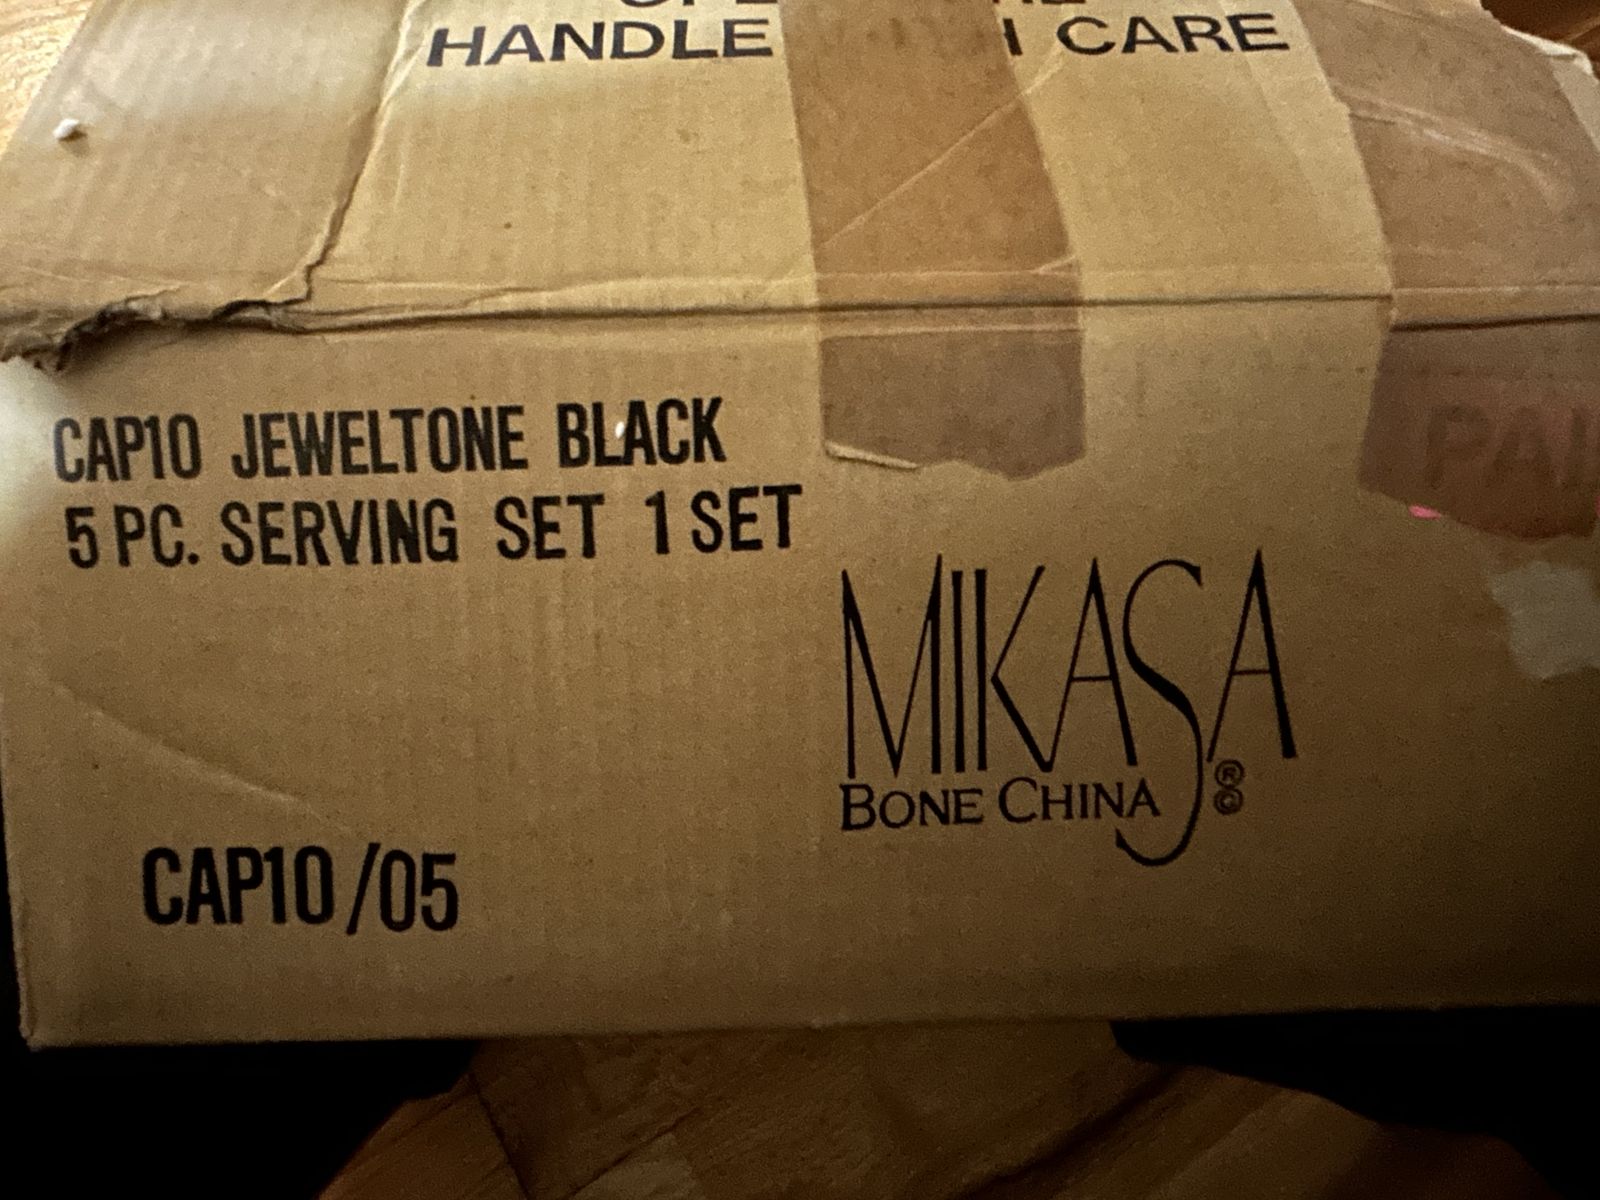 HANDLE CARE
CAP10 JEWELTONE BLACK
5 PC. SERVING SET 1 SET
MIKASA
BONE CHINA
®
©
CAP10/05